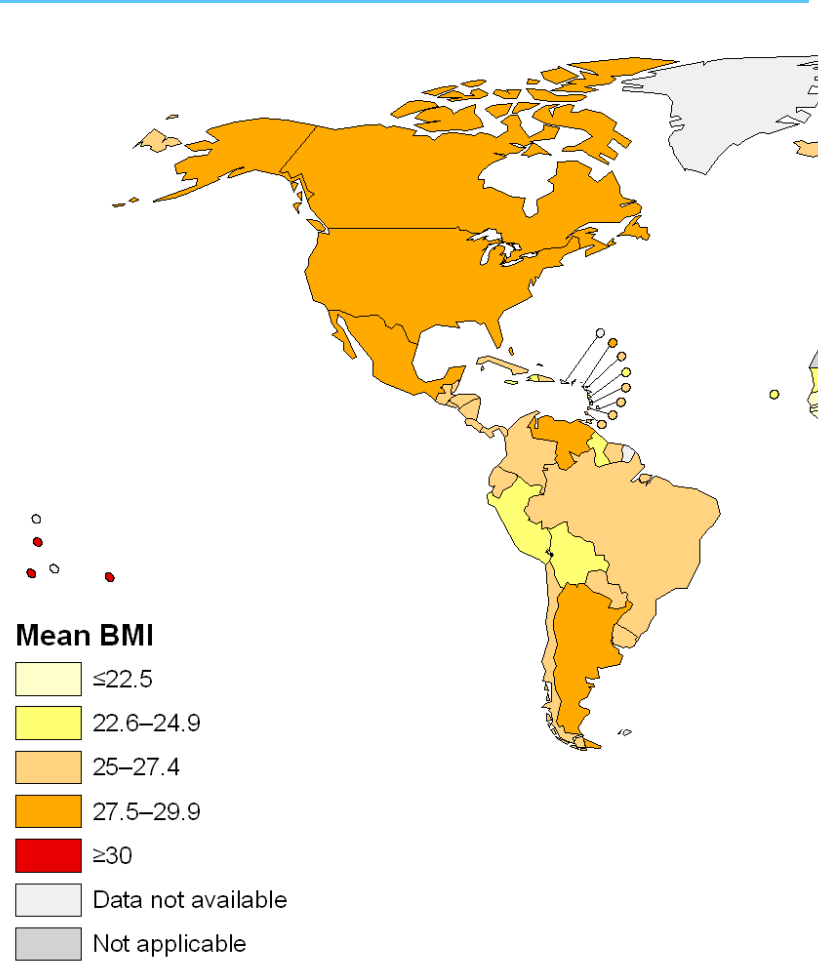 Mean BMI
≤22.5
22.6–24.9
25–27.4
27.5–29.9
≥30
Data not available
Not applicable